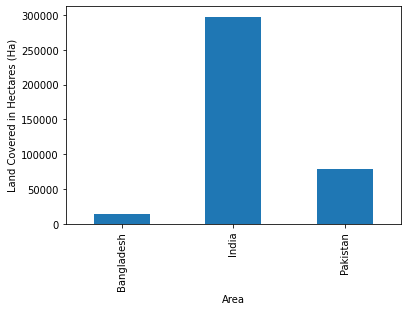 Land Covered in Hectares (Ha)
300000
250000
200000
150000
100000
50000
0
Bangladesh
India
Pakistan
Area